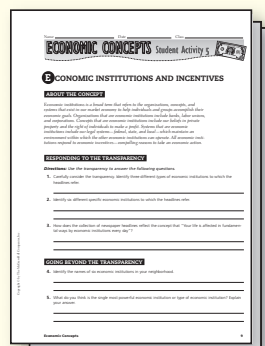 Name Date Class
ECONOMIC CONCEPTS Student Activity 5
ECONOMIC INSTITUTIONS AND INCENTIVES
ABOUT THE CONCEPT
Economic institutions is a broad term that refers to the organizations, concepts, and
systems that exist in our market economy to help individuals and groups accomplish their
economic goals. Organizations that are economic institutions include banks, labor unions,
and corporations. Concepts that are economic institutions include our beliefs in private
property and the right of individuals to make a profit. Systems that are economic
institutions include our legal system—federal, state, and local—which maintain an
environment within which the other economic institutions can operate. All economic insti-
tutions respond to economic incentives—compelling reasons to take an economic action.
RESPONDING TO THE TRANSPARENCY
Directions: Use the transparency to answer the following questions.
1. Carefully consider the transparency. Identify three different types of economic institutions to which the
headlines refer.
2. Identify six different specific economic institutions to which the headlines refer.
3. How does the collection of newspaper headlines reflect the concept that "Your life is affected in fundamen-
tal ways by economic institutions every day"?
GOING BEYOND THE TRANSPARENCY
4. Identify the names of six economic institutions in your neighborhood.
5. What do you think is the single most powerful economic institution or type of economic institution? Explain
your answer.
Economic Concepts 9